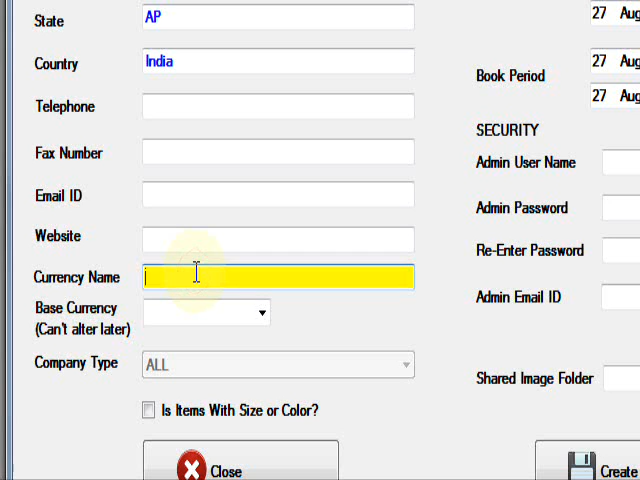 State
AP
27 Aug
Country
India
27 Aug
Book Period
27 Aug
Telephone
SECURITY
Fax Number
Admin User Name
Email ID
Admin Password
Website
Re-Enter Password
Currency Name
Admin Email ID
Base Currency
(Can't alter later)
Company Type
ALL
Shared Image Folder
Is Items With Size or Color?
Close
Create